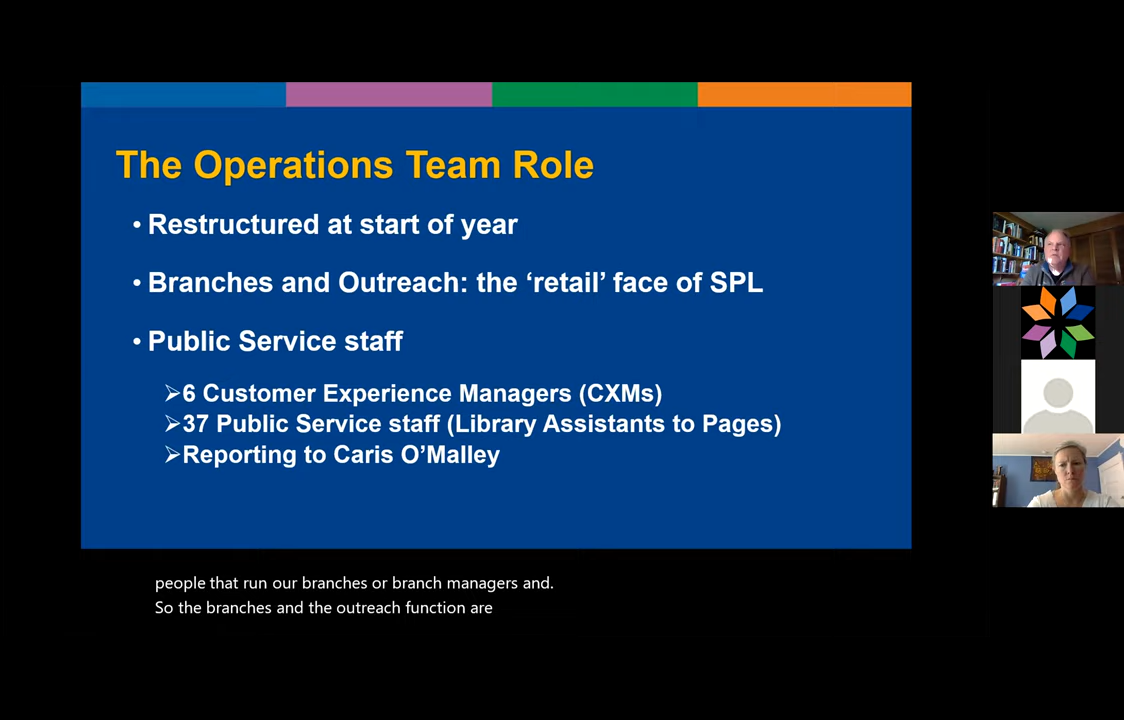 The Operations Team Role
• Restructured at start of year
• Branches and Outreach: the ‘retail’ face of SPL
• Public Service staff
➢6 Customer Experience Managers (CXMs)
➢37 Public Service staff (Library Assistants to Pages)
➢Reporting to Caris O’Malley
people that run our branches or branch managers and.
So the branches and the outreach function are